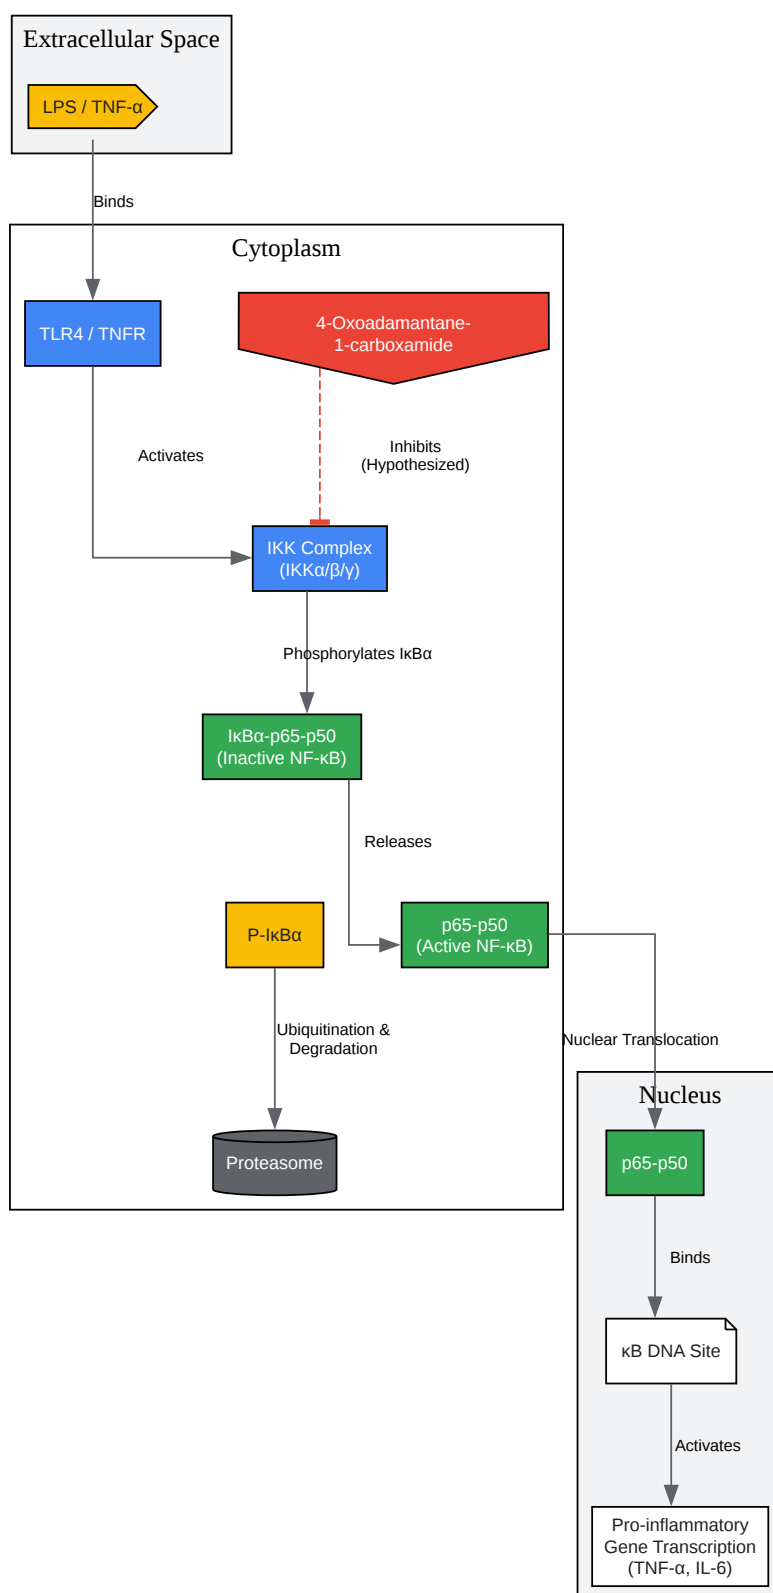 Extracellular Space
LPS / TNF-α
Binds
Cytoplasm
TLR4 / TNFR
4-Oxoadamantane-
1-carboxamide
Activates
Inhibits
(Hypothesized)
IKK Complex
(IKKα/β/γ)
Phosphorylates IκBα
IκBα-p65-p50
(Inactive NF-κB)
Releases
P-IκBα
p65-p50
(Active NF-κB)
Ubiquitination &
Degradation
Nuclear Translocation
Nucleus
Proteasome
p65-p50
Binds
κB DNA Site
Activates
Pro-inflammatory
Gene Transcription
(TNF-α, IL-6)